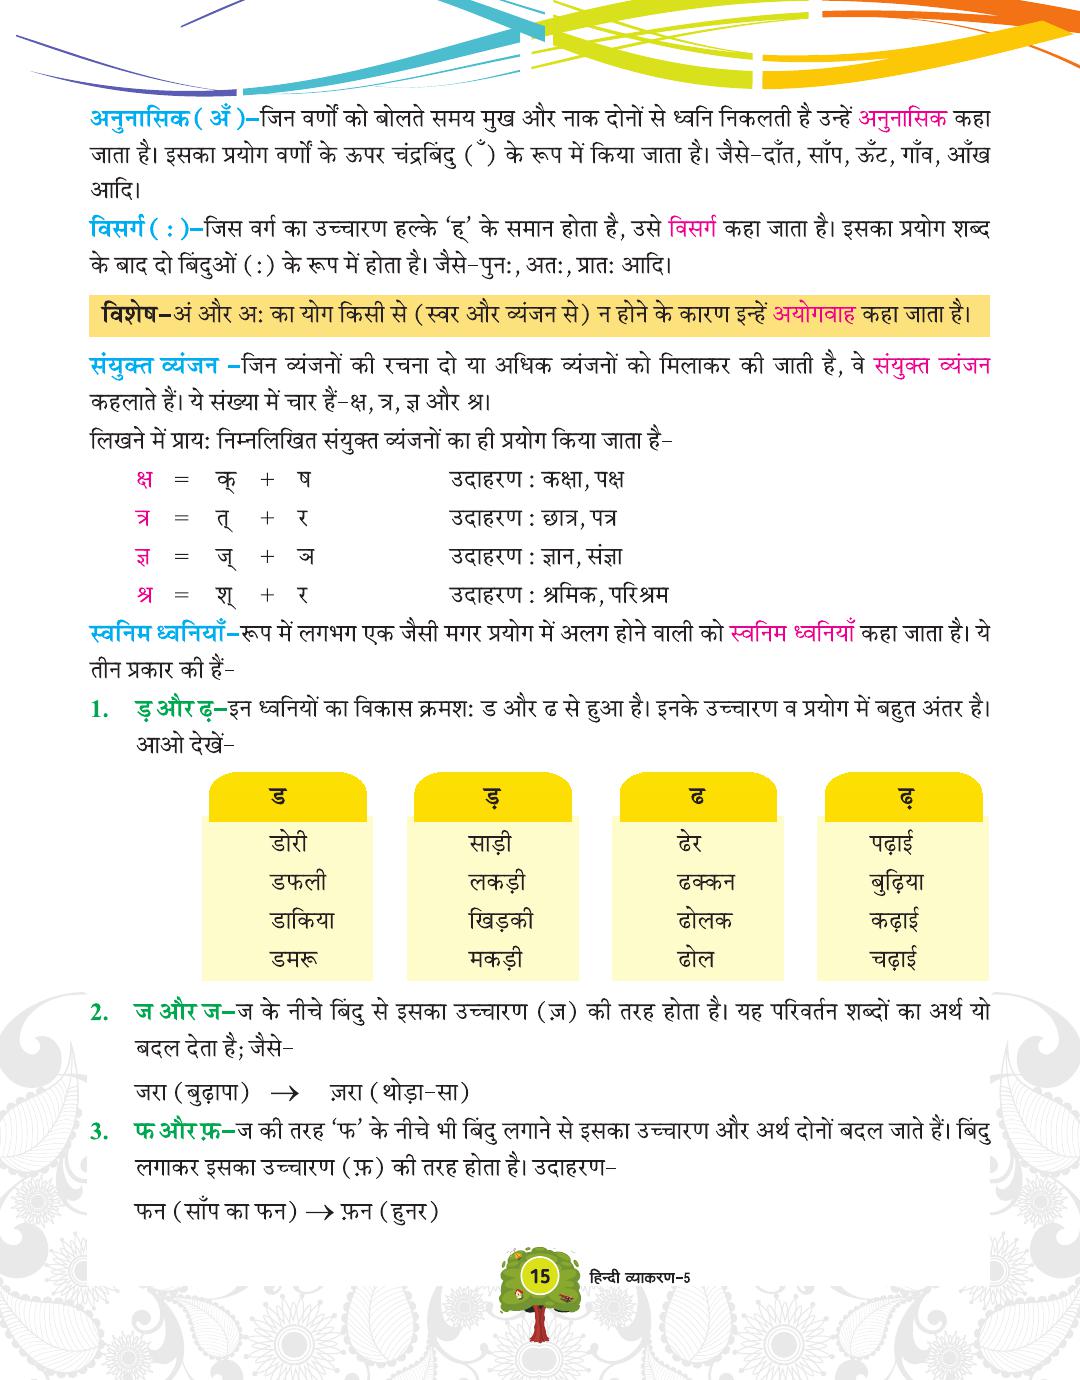 अनुनासिक ( अँ )–जिन वर्णों को बोलते समय मुख और नाक दोनों से ध्वनि निकलती है उन्हें अनुनासिक कहा
जाता है। इसका प्रयोग वर्णों के ऊपर चंद्रबिंदु ( ँ ) के रूप में किया जाता है। जैसे–दाँत, साँप, ऊँट, गाँव, आँख
आदि।
विसर्ग ( : )–जिस वर्ग का उच्चारण हल्के ‘ह्’ के समान होता है, उसे विसर्ग कहा जाता है। इसका प्रयोग शब्द
के बाद दो बिंदुओं (:) के रूप में होता है। जैसे–पुन:, अत:, प्रात: आदि।
विशेष–अं और अ: का योग किसी से (स्वर और व्यंजन से) न होने के कारण इन्हें अयोगवाह कहा जाता है।
संयुक्त व्यंजन –जिन व्यंजनों की रचना दो या अधिक व्यंजनों को मिलाकर की जाती है, वे संयुक्त व्यंजन
कहलाते हैं। ये संख्या में चार हैं–क्ष, त्र, ज्ञ और श्र।
लिखने में प्राय: निम्नलिखित संयुक्त व्यंजनों का ही प्रयोग किया जाता है–
क्ष = क् + ष उदाहरण : कक्षा, पक्ष
त्र = त् + र उदाहरण : छात्र, पत्र
ज्ञ = ज् + ञ उदाहरण : ज्ञान, संज्ञा
श्र = श् + र उदाहरण : श्रमिक, परिश्रम
स्वनिम ध्वनियाँ–रूप में लगभग एक जैसी मगर प्रयोग में अलग होने वाली को स्वनिम ध्वनियाँ कहा जाता है। ये
तीन प्रकार की हैं–
1. ड़ और ढ़–इन ध्वनियों का विकास क्रमश: ड और ढ से हुआ है। इनके उच्चारण व प्रयोग में बहुत अंतर है।
आओ देखें–
ड ड़ ढ ढ़
डोरी साड़ी ढेर पढ़ाई
डफली लकड़ी ढक्कन बुढ़िया
डाकिया खिड़की ढोलक कढ़ाई
डमरू मकड़ी ढोल चढ़ाई
2. ज और ज–ज के नीचे बिंदु से इसका उच्चारण (ज़) की तरह होता है। यह परिवर्तन शब्दों का अर्थ यो
बदल देता है; जैसे–
जरा (बुढ़ापा) → ज़रा (थोड़ा–सा)
3. फ और फ़–ज की तरह ‘फ’ के नीचे भी बिंदु लगाने से इसका उच्चारण और अर्थ दोनों बदल जाते हैं। बिंदु
लगाकर इसका उच्चारण (फ़) की तरह होता है। उदाहरण–
फन (साँप का फन) → फ़न (हुनर)
15 हिन्दी व्याकरण–5